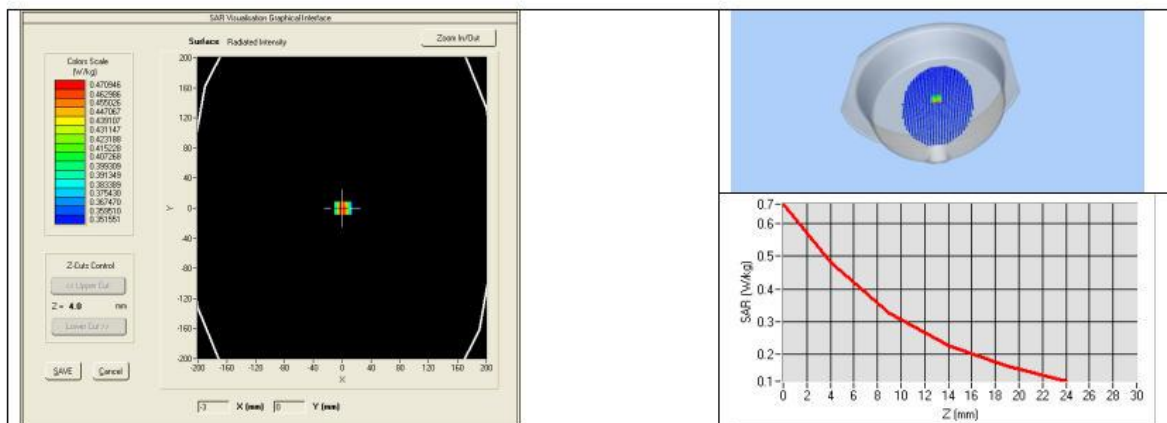 SAR Visualisation Graphical Interface
Surface Radiated Intensity
Zoom In/Out
Colors Scale
(W/kg)
0.470946
0.462986
0.455026
0.447067
0.439107
0.431147
0.423188
0.415228
0.407268
0.399309
0.391349
0.383389
0.375430
0.367470
0.359510
0.351551
Z-Cuts Control
<< Upper Cut
Z = 4.0 mm
Lower Cut >>
SAVE Cancel
200
160
120
80
40
0
-40
-80
-120
-160
-200
Y
-200 -160 -120 -80 -40 0 40 80 120 160 200
X
-3 X (mm) 0 Y (mm)
SAR (W/kg)
0.7
0.6
0.5
0.4
0.3
0.2
0.1
0 2 4 6 8 10 12 14 16 18 20 22 24 26 28 30
Z (mm)